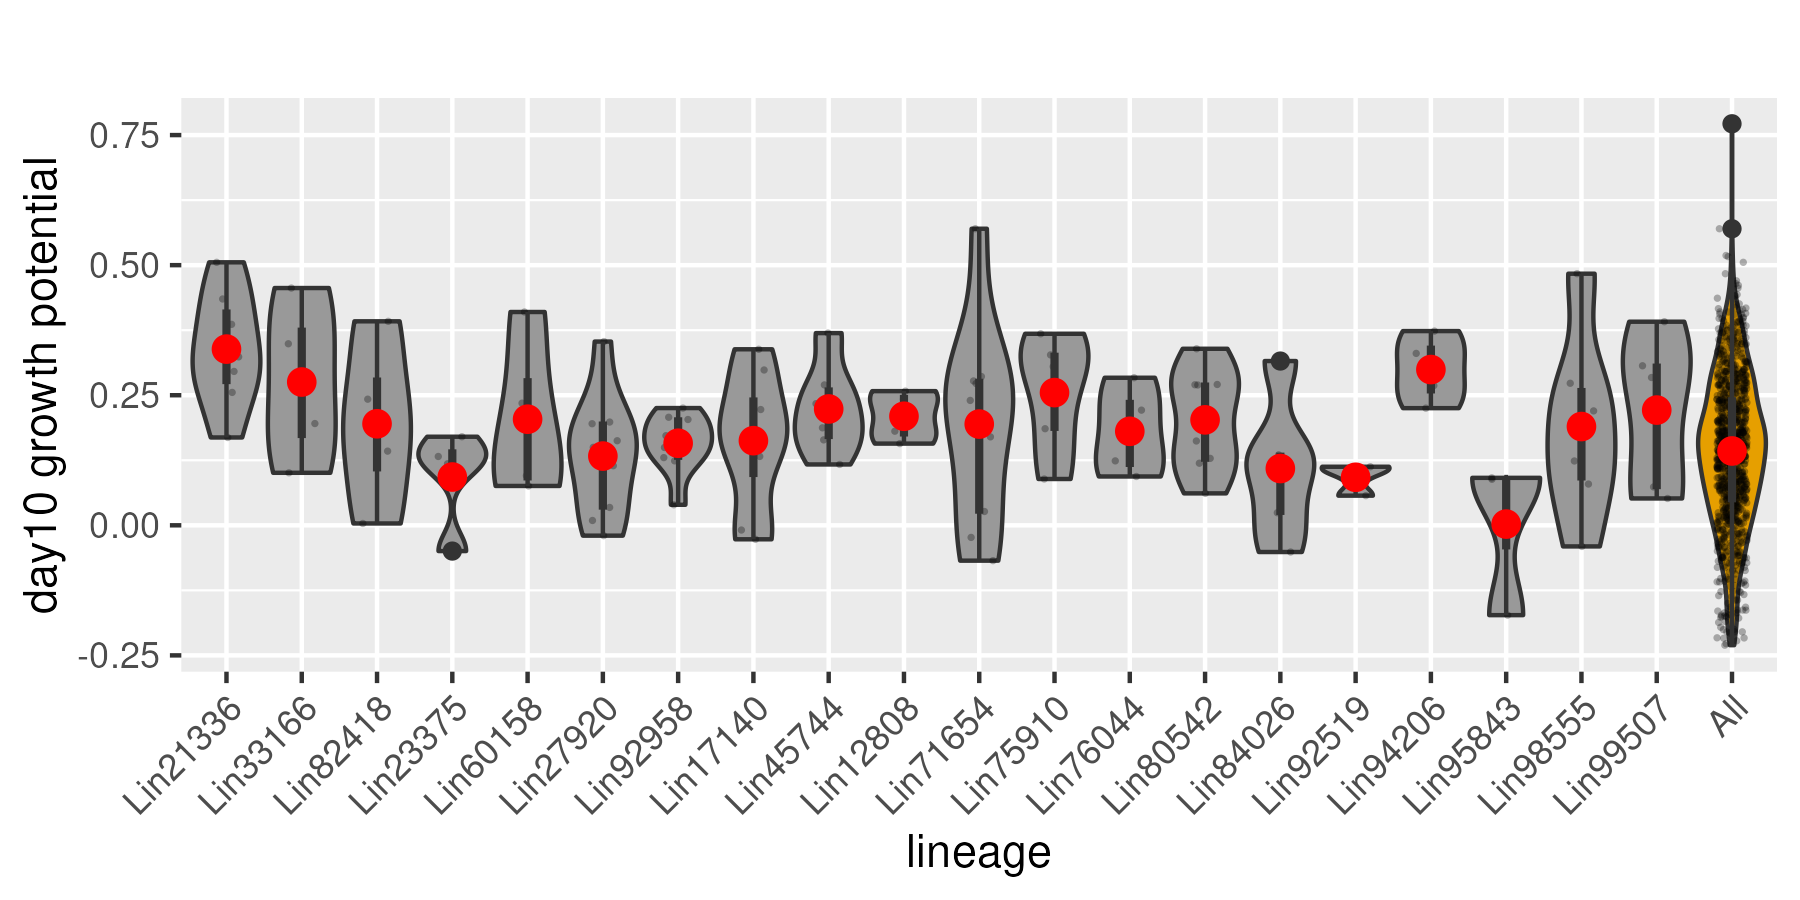 day10 growth potential
0.75
0.50
0.25
0.00
-0.25
Lin21336
Lin33166
Lin82418
Lin23375
Lin60158
Lin27920
Lin92958
Lin17140
Lin45744
Lin12808
Lin71654
Lin75910
Lin76044
Lin80542
Lin84026
Lin92519
Lin94206
Lin95843
Lin98555
Lin99507
All
lineage